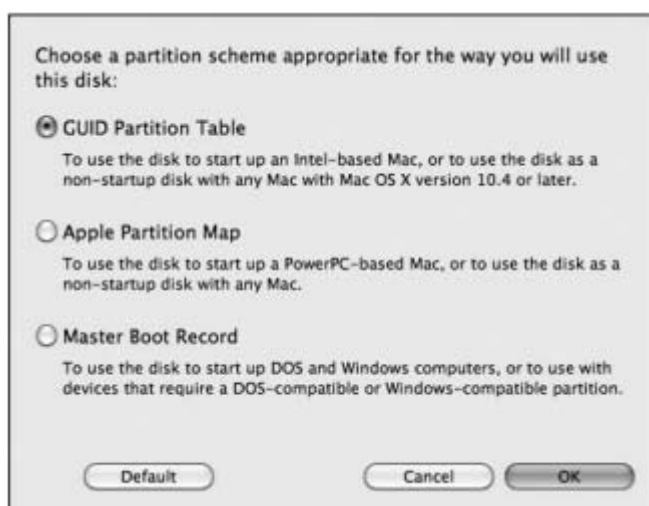 Choose a partition scheme appropriate for the way you will use
this disk:
GUID Partition Table
To use the disk to start up an Intel-based Mac, or to use the disk as a
non-startup disk with any Mac with Mac OS X version 10.4 or later.
Apple Partition Map
To use the disk to start up a PowerPC-based Mac, or to use the disk as a
non-startup disk with any Mac.
Master Boot Record
To use the disk to start up DOS and Windows computers, or to use with
devices that require a DOS-compatible or Windows-compatible partition.
Default
Cancel
OK